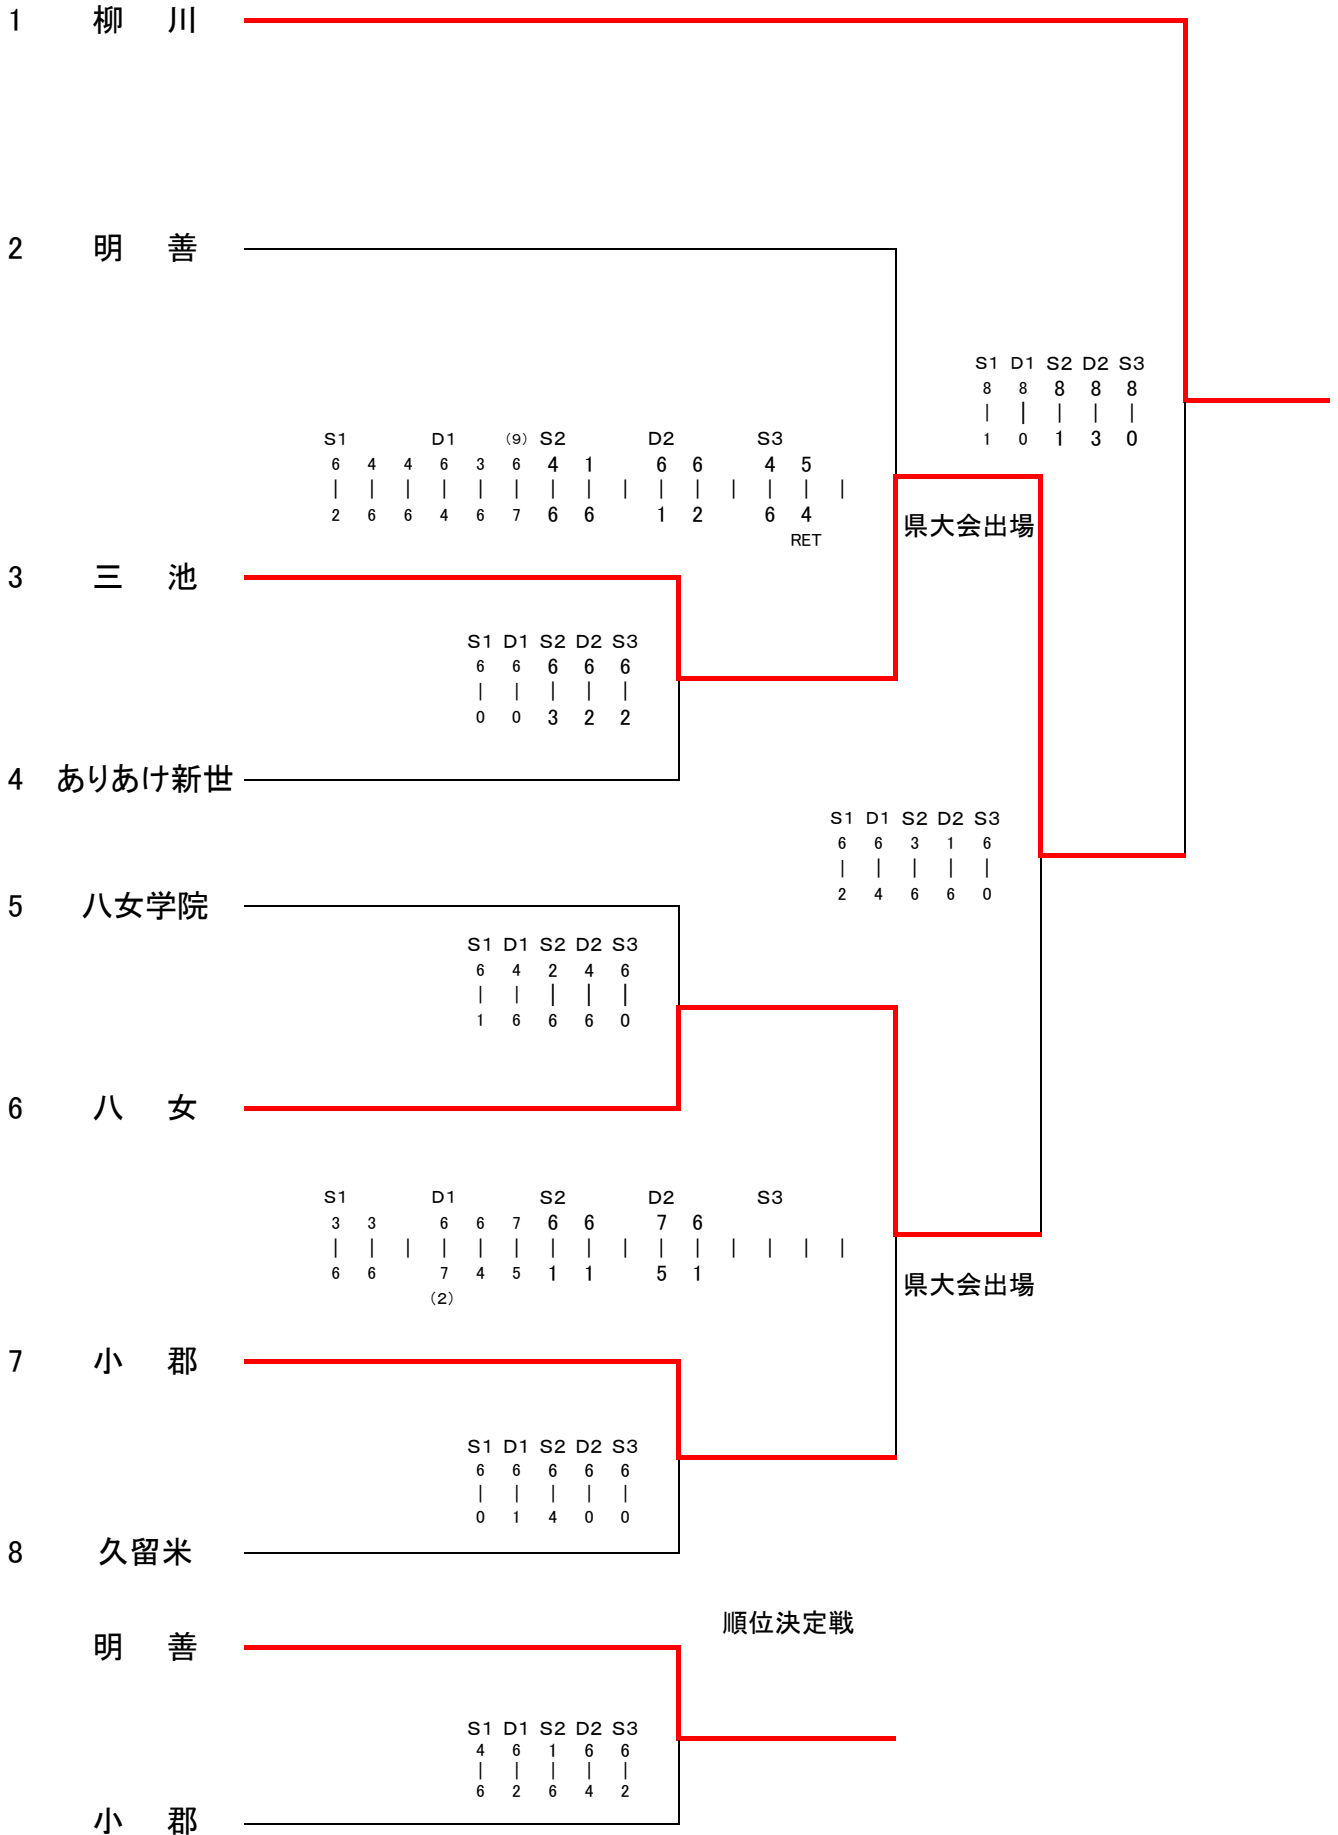 1 柳 川
2 明 善
S1 D1 S2 D2 S3
8 8 8 8 8
| | | | |
1 0 1 3 0
S1 D1 (9) S2 D2 S3
6 4 4 6 3 6 4 1 6 6 4 5
| | | | | | | | | | | | | | |
2 6 6 4 6 7 6 6 1 2 6 4
RET
県大会出場
3 三 池
S1 D1 S2 D2 S3
6 6 6 6 6
| | | | |
0 0 3 2 2
4 ありあけ新世
S1 D1 S2 D2 S3
6 6 3 1 6
| | | | |
2 4 6 6 0
5 八女学院
S1 D1 S2 D2 S3
6 4 2 4 6
| | | | |
1 6 6 6 0
6 八 女
S1 D1 S2 D2 S3
3 3 6 6 7 6 6 7 6
| | | | | | | | | | | | | | |
6 6 7 4 5 1 1 5 1
(2)
県大会出場
7 小 郡
S1 D1 S2 D2 S3
6 6 6 6 6
| | | | |
0 1 4 0 0
8 久留米
順位決定戦
明 善
S1 D1 S2 D2 S3
4 6 1 6 6
| | | | |
6 2 6 4 2
小 郡